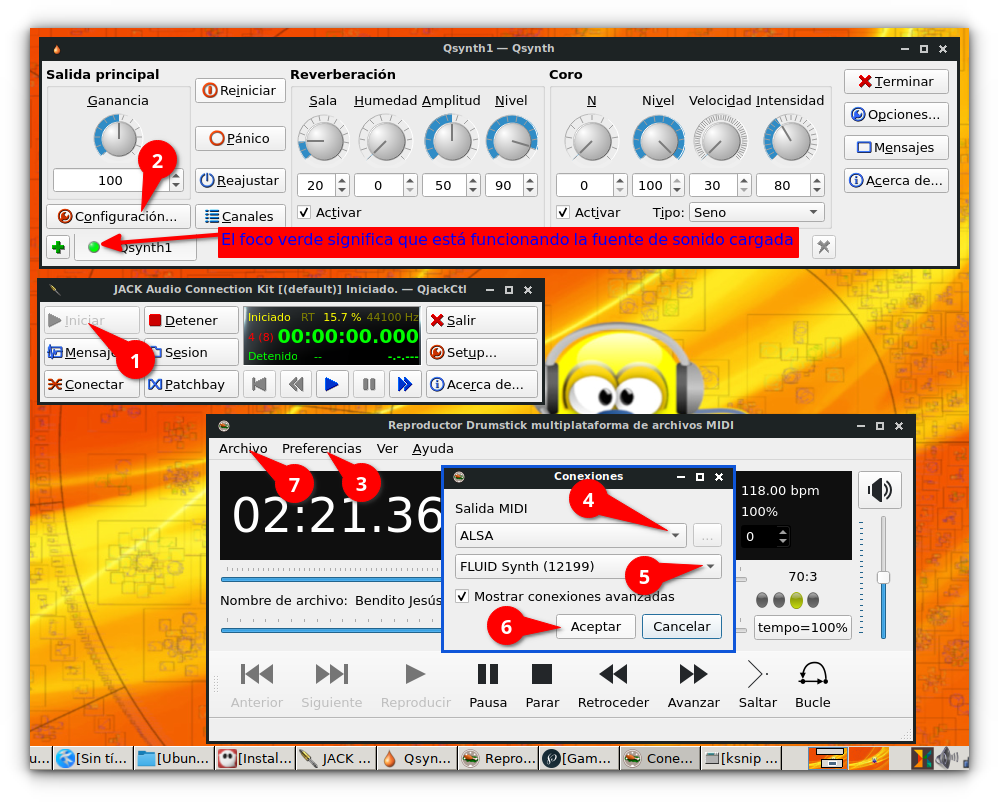 Qsynth1 — Qsynth
Salida principal
Reverberación
Coro
Ganancia
Reiniciar
Sala
Humedad
Amplitud
Nivel
N
Nivel
Velocidad
Intensidad
Terminar
Pánico
Opciones...
2
Mensajes
100
Reajustar
20
0
50
90
0
100
30
80
Acerca de...
Configuración...
Canales
Activar
Activar
Tipo:
Seno
Qsynth1
El foco verde significa que está funcionando la fuente de sonido cargada
JACK Audio Connection Kit [(default)] Iniciado. — QjackCtl
Iniciar
Detener
Iniciado
RT
15.7 %
44100 Hz
4 (8)
00:00:00.000
Detenido
--
-.-.---
Salir
1
Sesion
Setup...
Conectar
Patchbay
Acerca de...
Reproductor Drumstick multiplataforma de archivos MIDI
Archivo
Preferencias
Ver
Ayuda
7
3
Conexiones
02:21.36
4
118.00 bpm
100%
0
Salida MIDI
ALSA
...
FLUID Synth (12199)
5
70:3
Nombre de archivo:
Bendito Jesús
Mostrar conexiones avanzadas
6
Aceptar
Cancelar
tempo=100%
Anterior
Siguiente
Reproducir
Pausa
Parar
Retroceder
Avanzar
Saltar
Bucle
u...
[Sin tí...
[Ubun...
[Instal...
JACK ...
Qsyn...
Repro...
[Gam...
Cone...
[ksnip ...